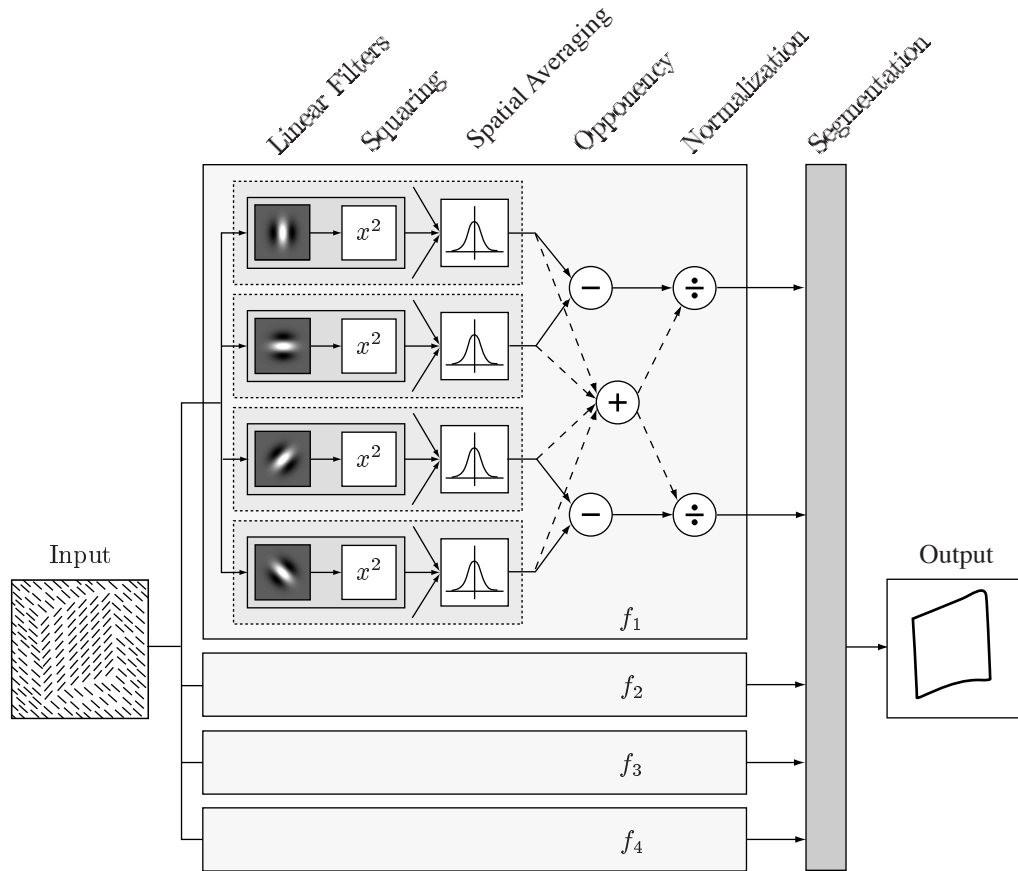 Linear Filters
Squaring
Spatial Averaging
Opponency
Normalization
Segmentation
x²
−
÷
x²
+
x²
−
÷
x²
Input
Output
f₁
f₂
f₃
f₄